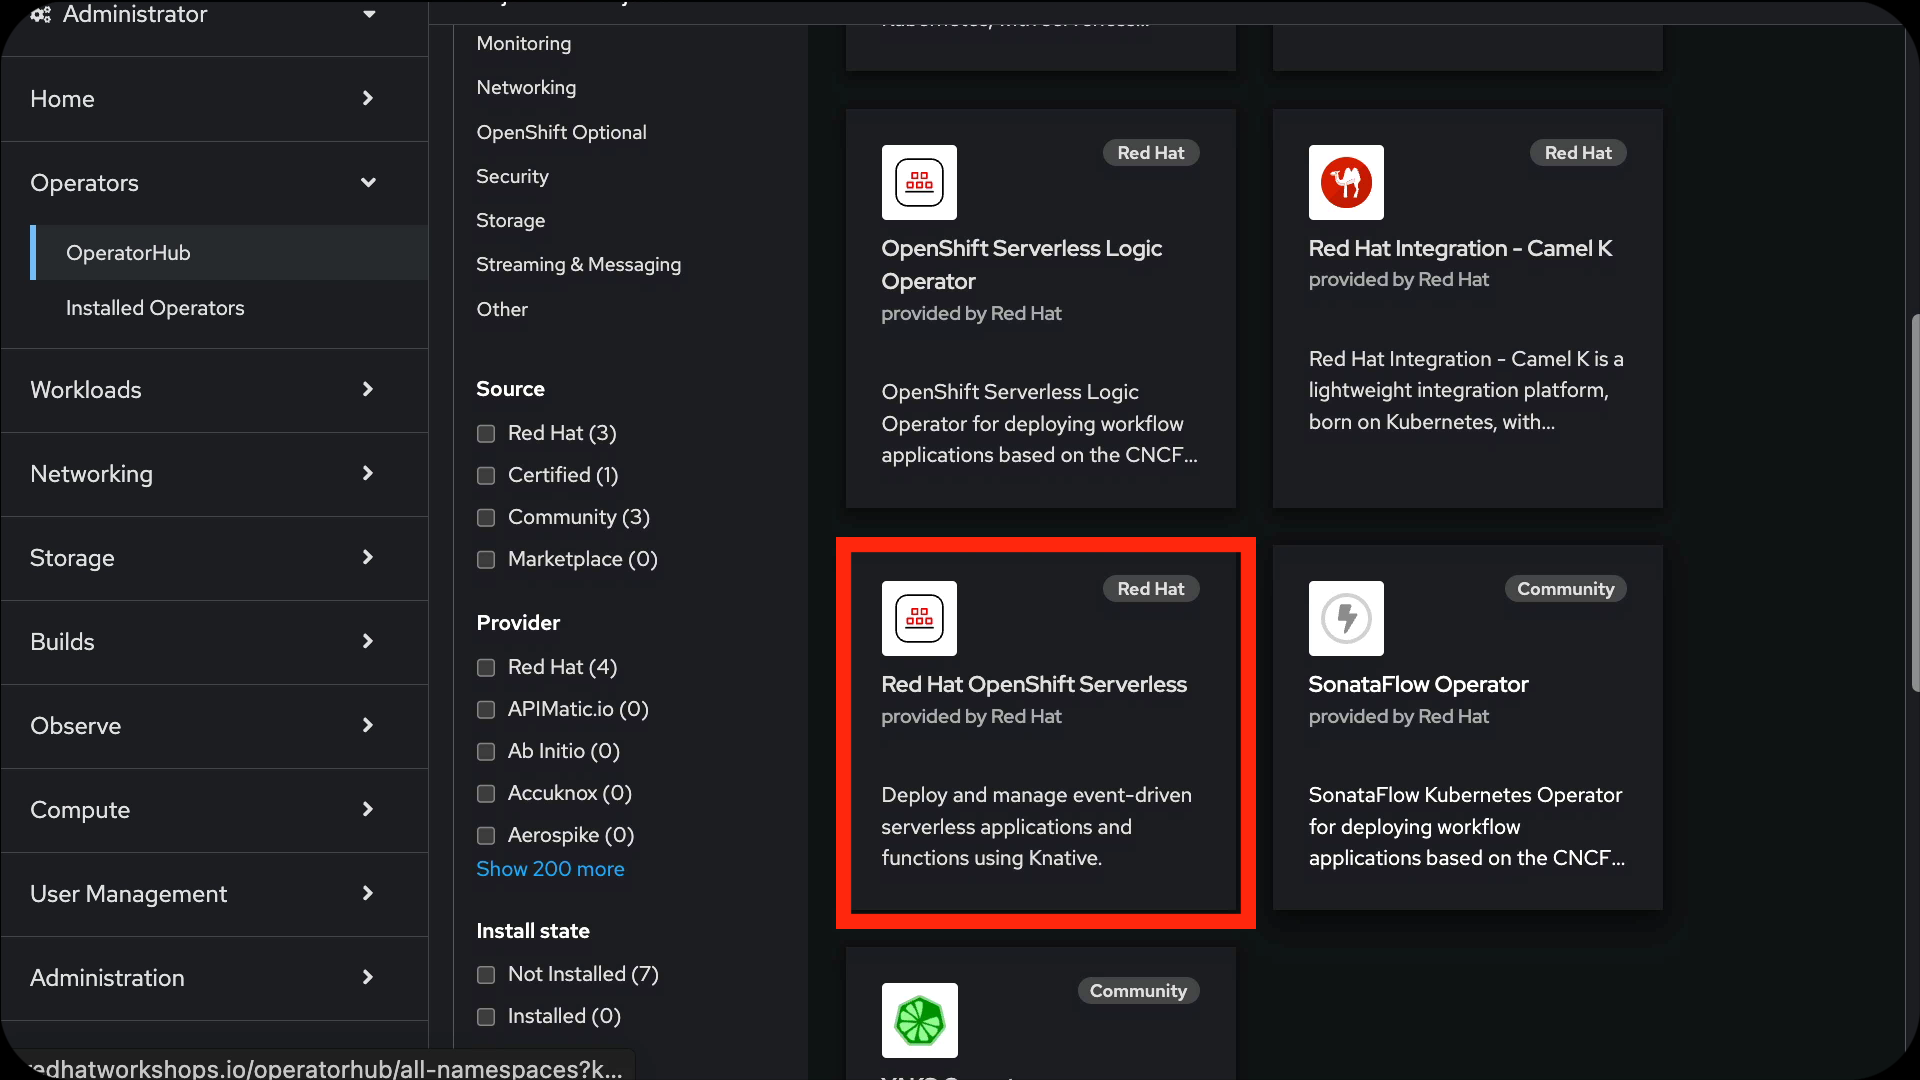 Administrator
Home
Operators
OperatorHub
Installed Operators
Workloads
Networking
Storage
Builds
Observe
Compute
User Management
Administration
Monitoring
Networking
OpenShift Optional
Security
Storage
Streaming & Messaging
Other
Source
Red Hat (3)
Certified (1)
Community (3)
Marketplace (0)
Provider
Red Hat (4)
APIMatic.io (0)
Ab Initio (0)
Accuknox (0)
Aerospike (0)
Show 200 more
Install state
Not Installed (7)
Installed (0)
Red Hat
OpenShift Serverless Logic
Operator
provided by Red Hat
OpenShift Serverless Logic
Operator for deploying workflow
applications based on the CNCF...
Red Hat
Red Hat Integration - Camel K
provided by Red Hat
Red Hat Integration - Camel K is a
lightweight integration platform,
born on Kubernetes, with...
Red Hat
Red Hat OpenShift Serverless
provided by Red Hat
Deploy and manage event-driven
serverless applications and
functions using Knative.
Community
SonataFlow Operator
provided by Red Hat
SonataFlow Kubernetes Operator
for deploying workflow
applications based on the CNCF...
Community
redhatworkshops.io/operatorhub/all-namespaces?k...